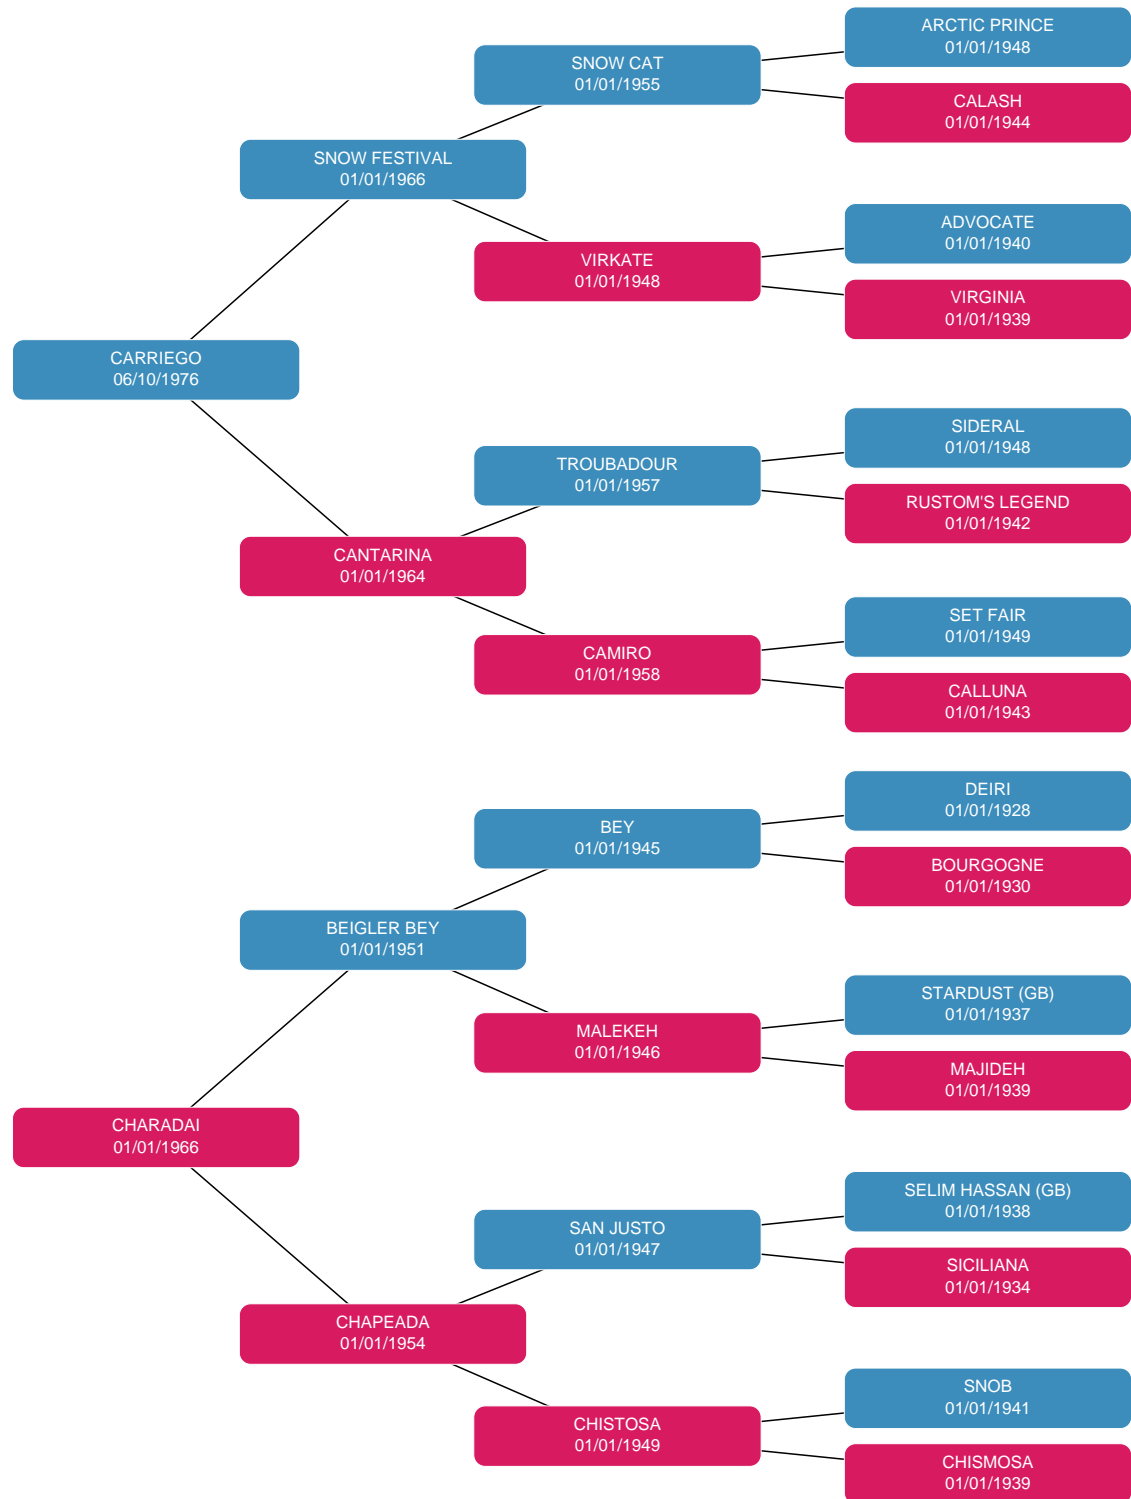 ARCTIC PRINCE
01/01/1948
SNOW CAT
01/01/1955
CALASH
01/01/1944
SNOW FESTIVAL
01/01/1966
ADVOCATE
01/01/1940
VIRKATE
01/01/1948
VIRGINIA
01/01/1939
CARRIEGO
06/10/1976
SIDERAL
01/01/1948
TROUBADOUR
01/01/1957
RUSTOM'S LEGEND
01/01/1942
CANTARINA
01/01/1964
SET FAIR
01/01/1949
CAMIRO
01/01/1958
CALLUNA
01/01/1943
DEIRI
01/01/1928
BEY
01/01/1945
BOURGOGNE
01/01/1930
BEIGLER BEY
01/01/1951
STARDUST (GB)
01/01/1937
MALEKEH
01/01/1946
MAJIDEH
01/01/1939
CHARADAI
01/01/1966
SELIM HASSAN (GB)
01/01/1938
SAN JUSTO
01/01/1947
SICILIANA
01/01/1934
CHAPEADA
01/01/1954
SNOB
01/01/1941
CHISTOSA
01/01/1949
CHISMOSA
01/01/1939